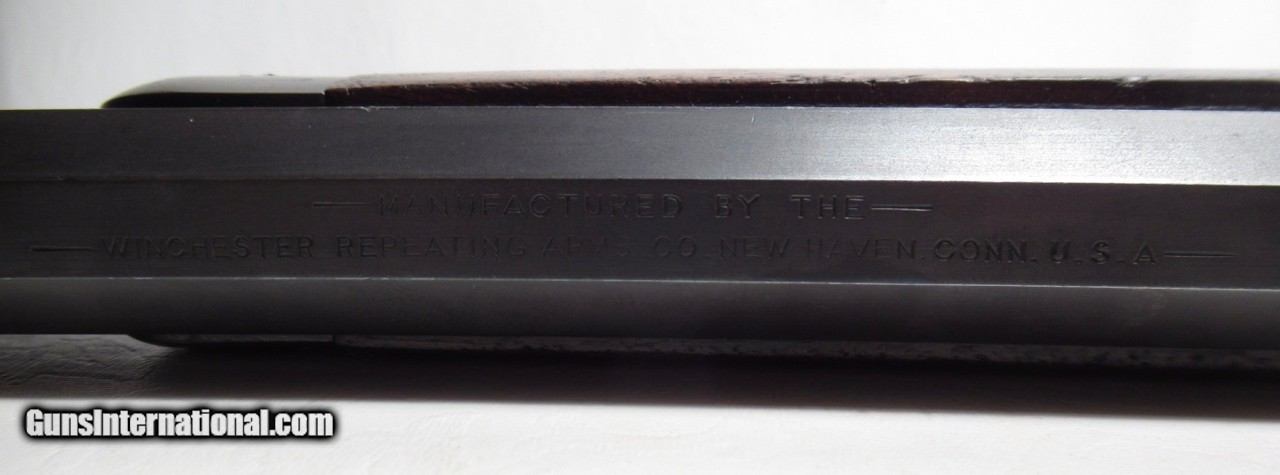 — MANUFACTURED BY THE —
— WINCHESTER REPEATING ARMS CO. NEW HAVEN. CONN. U.S.A —
GunsInternational.com